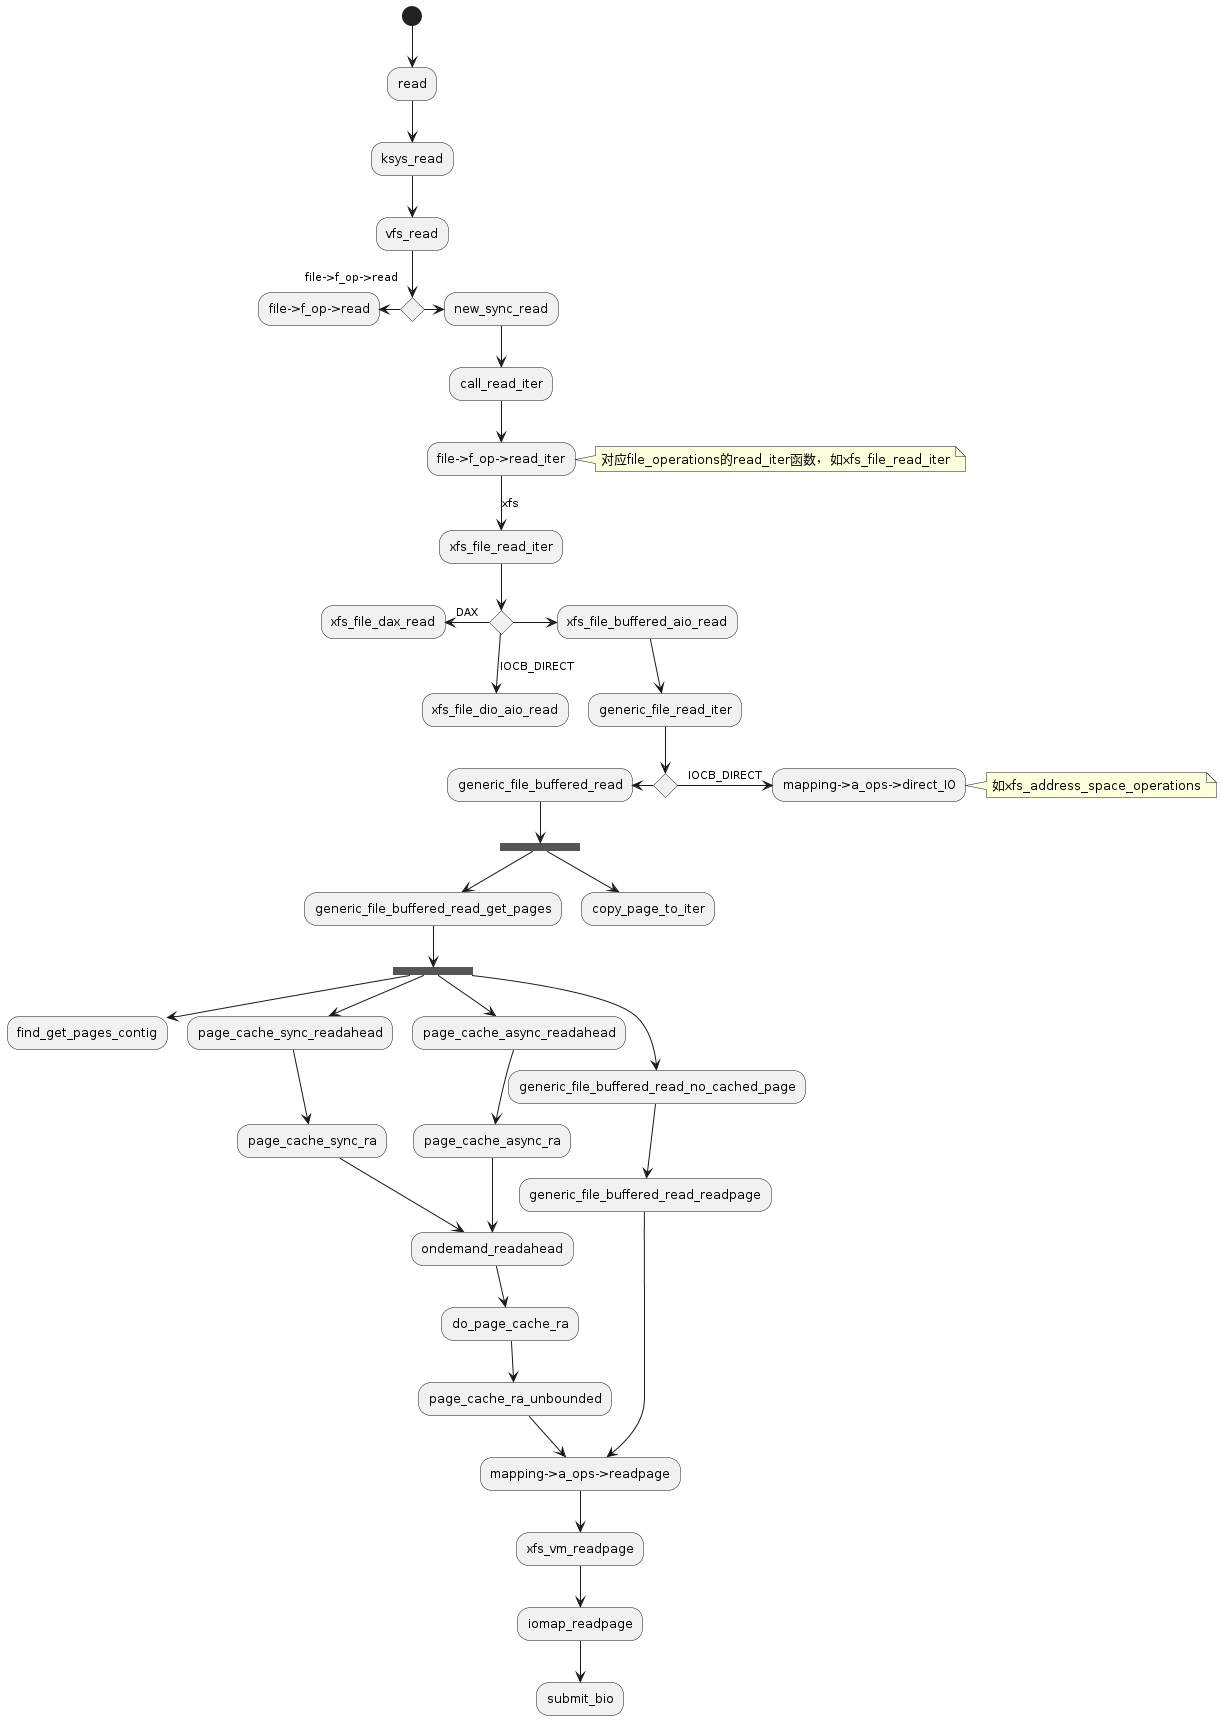 read
ksys_read
vfs_read
file->f_op->read
file->f_op->read
new_sync_read
call_read_iter
file->f_op->read_iter
对应file_operations的read_iter函数，如xfs_file_read_iter
xfs
xfs_file_read_iter
xfs_file_dax_read
DAX
xfs_file_buffered_aio_read
IOCB_DIRECT
xfs_file_dio_aio_read
generic_file_read_iter
generic_file_buffered_read
IOCB_DIRECT
mapping->a_ops->direct_IO
如xfs_address_space_operations
generic_file_buffered_read_get_pages
copy_page_to_iter
find_get_pages_contig
page_cache_sync_readahead
page_cache_async_readahead
generic_file_buffered_read_no_cached_page
page_cache_sync_ra
page_cache_async_ra
generic_file_buffered_read_readpage
ondemand_readahead
do_page_cache_ra
page_cache_ra_unbounded
mapping->a_ops->readpage
xfs_vm_readpage
iomap_readpage
submit_bio